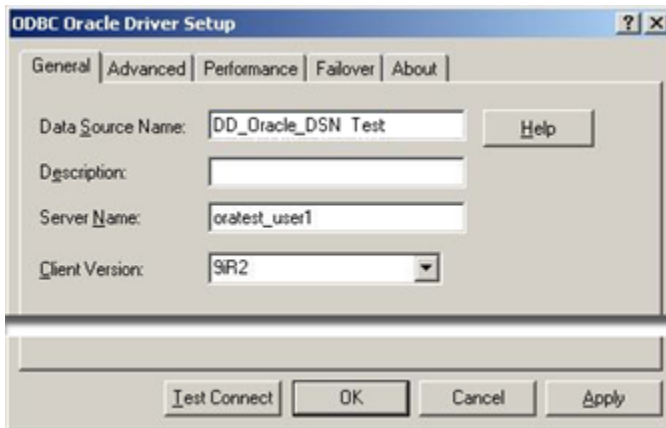 ODBC Oracle Driver Setup
General Advanced Performance Failover About
Data Source Name: DD_Oracle_DSN Test Help
Description:
Server Name: oratest_user1
Client Version: 9iR2
Test Connect OK Cancel Apply